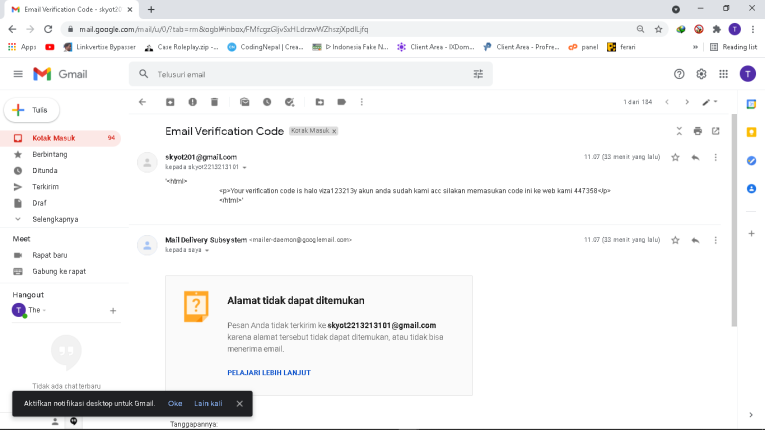 Email Verification Code - skyot20
mail.google.com/mail/u/0/?tab=rm&ogbl#inbox/FMfcgzGljvSxHLdrzwWZhszjXpdlLjfq
Apps
Linkvertise Bypasser
Case Roleplay.zip -...
CodingNepal | Crea...
Indonesia Fake N...
Client Area - IXDom...
Client Area - ProFre...
panel
ferari
»
Reading list
Gmail
Telusuri email
T
Tulis
1 dari 184
Kotak Masuk 94
Berbintang
Ditunda
Terkirim
Draf
Selengkapnya
Meet
Rapat baru
Gabung ke rapat
Hangout
T The
Tidak ada chat terbaru
Email Verification Code Kotak Masuk x
skyot201@gmail.com
11.07 (33 menit yang lalu)
kepada skyot2213213101
'<html>
<p>Your verification code is halo viza123213y akun anda sudah kami acc silakan memasukan code ini ke web kami 447358</p>
</html>'
Mail Delivery Subsystem <mailer-daemon@googlemail.com>
11.07 (33 menit yang lalu)
kepada saya
Alamat tidak dapat ditemukan
Pesan Anda tidak terkirim ke skyot2213213101@gmail.com
karena alamat tersebut tidak dapat ditemukan, atau tidak bisa
menerima email.
PELAJARI LEBIH LANJUT
Tanggapannya:
Aktifkan notifikasi desktop untuk Gmail. Oke Lain kali